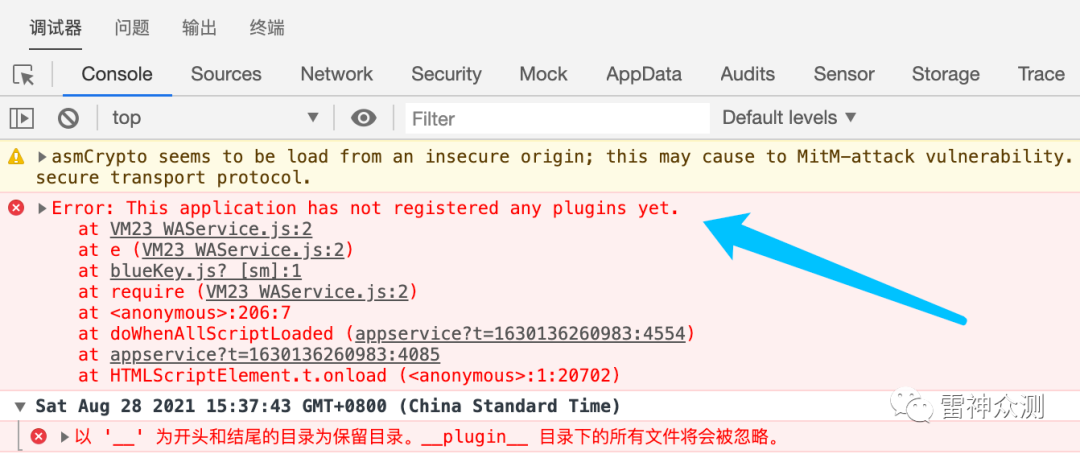 调试器 问题 输出 终端
Console Sources Network Security Mock AppData Audits Sensor Storage Trace
top Filter Default levels
asmCrypto seems to be load from an insecure origin; this may cause to MitM-attack vulnerability.
secure transport protocol.
Error: This application has not registered any plugins yet.
at VM23 WAService.js:2
at e (VM23 WAService.js:2)
at blueKey.js? [sm]:1
at require (VM23 WAService.js:2)
at <anonymous>:206:7
at doWhenAllScriptLoaded (appservice?t=1630136260983:4554)
at appservice?t=1630136260983:4085
at HTMLScriptElement.t.onload (<anonymous>:1:20702)
Sat Aug 28 2021 15:37:43 GMT+0800 (China Standard Time)
雷神众测
以 '__' 为开头和结尾的目录为保留目录。__plugin__ 目录下的所有文件将会被忽略。